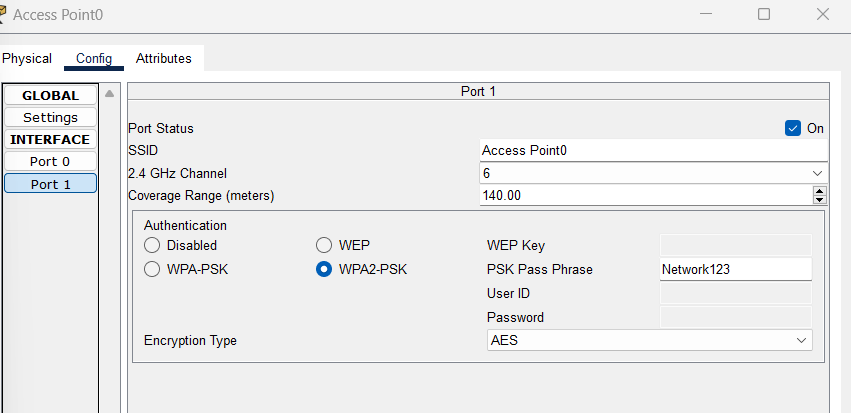 Access Point0
Physical Config Attributes
GLOBAL
Settings
INTERFACE
Port 0
Port 1
Port 1
Port Status On
SSID Access Point0
2.4 GHz Channel 6
Coverage Range (meters) 140.00
Authentication
Disabled WEP WEP Key
WPA-PSK WPA2-PSK PSK Pass Phrase Network123
User ID
Password
Encryption Type AES